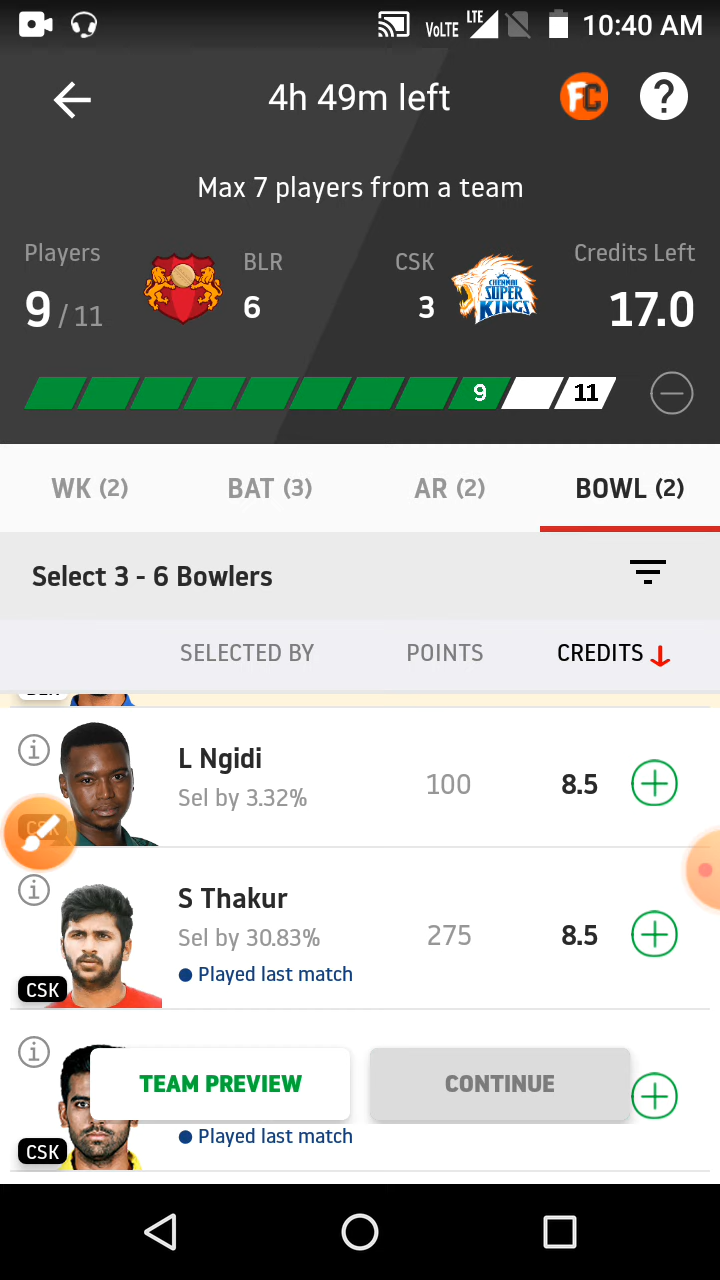 VoLTE LTE 10:40 AM
4h 49m left
FC ?
Max 7 players from a team
Players
BLR
CSK
Credits Left
9 / 11
6
3
CHENNAI SUPER KINGS
17.0
9
11
WK (2)
BAT (3)
AR (2)
BOWL (2)
Select 3 - 6 Bowlers
SELECTED BY
POINTS
CREDITS
L Ngidi
Sel by 3.32%
100
8.5
CSK
S Thakur
Sel by 30.83%
275
8.5
Played last match
CSK
TEAM PREVIEW
CONTINUE
Played last match
CSK